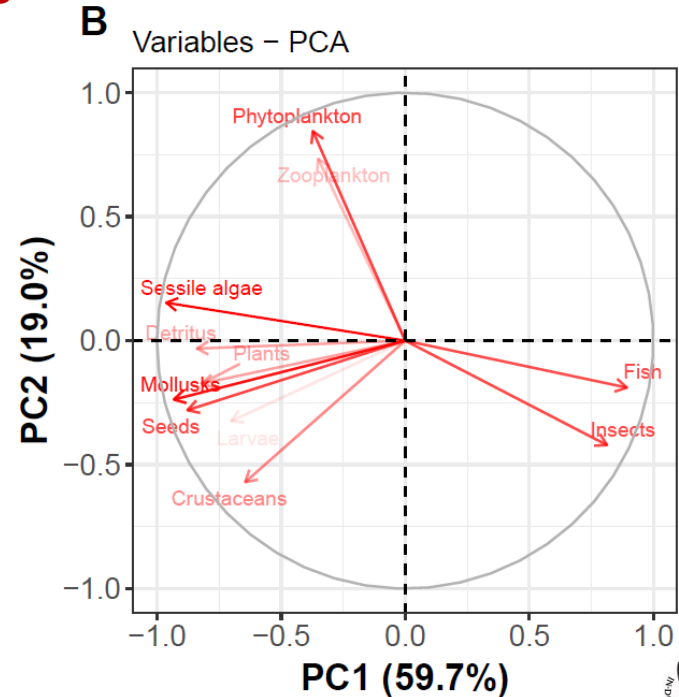 B
Variables − PCA
PC2 (19.0%)
1.0
0.5
0.0
−0.5
−1.0
Phytoplankton
Zooplankton
Sessile algae
Detritus
Plants
Mollusks
Seeds
Larvae
Crustaceans
Fish
Insects
−1.0 −0.5 0.0 0.5 1.0
PC1 (59.7%)